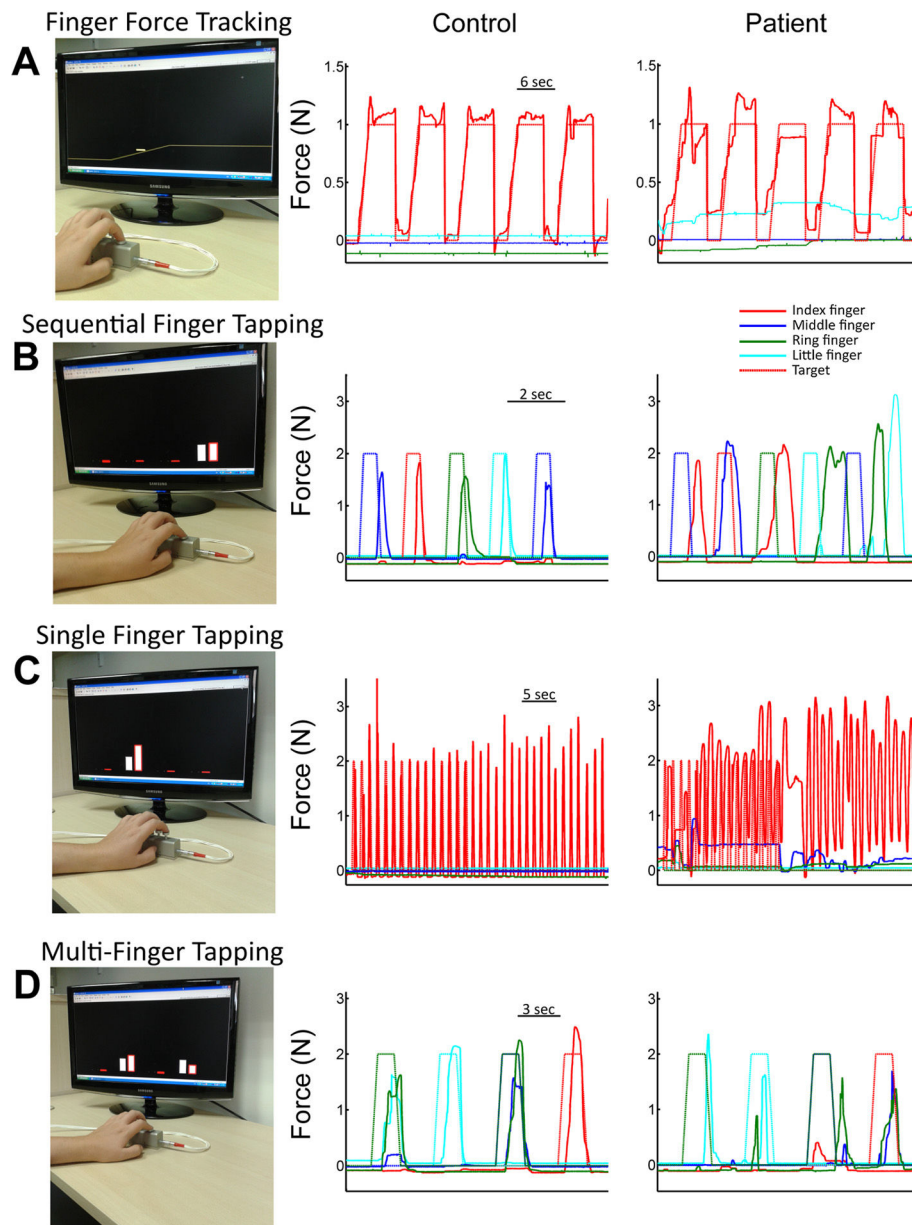 Finger Force Tracking
Control
Patient
A
SAMSUNG
Force (N)
1.5
1
0.5
0
6 sec
1.5
1
0.5
0
Sequential Finger Tapping
B
SAMSUNG
Index finger
Middle finger
Ring finger
Little finger
Target
Force (N)
3
2
1
0
2 sec
3
2
1
0
Single Finger Tapping
C
SAMSUNG
Force (N)
3
2
1
0
5 sec
3
2
1
0
Multi-Finger Tapping
D
SAMSUNG
Force (N)
3
2
1
0
3 sec
3
2
1
0